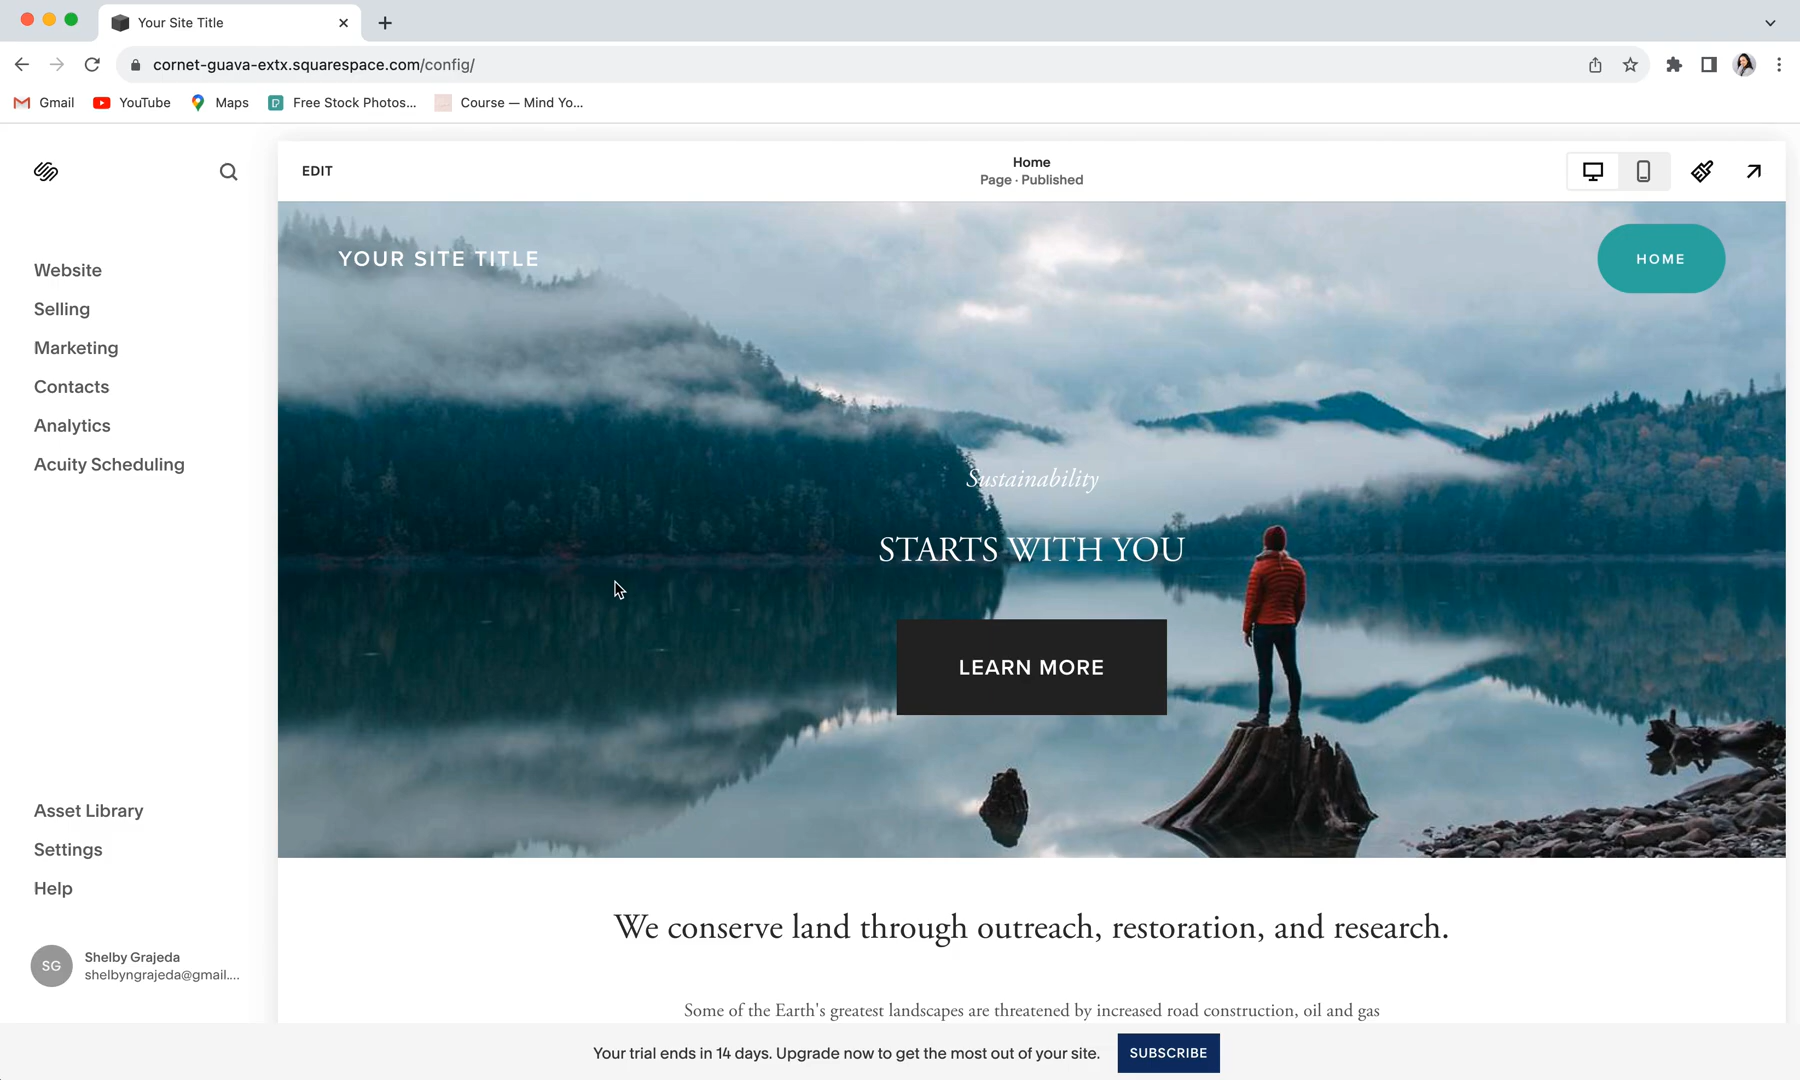 Your Site Title
cornet-guava-extx.squarespace.com/config/
Gmail
YouTube
Maps
Free Stock Photos...
Course — Mind Yo...
EDIT
Home
Page · Published
Website
Selling
Marketing
Contacts
Analytics
Acuity Scheduling
Asset Library
Settings
Help
SG
Shelby Grajeda
shelbyngrajeda@gmail....
YOUR SITE TITLE
HOME
Sustainability
STARTS WITH YOU
LEARN MORE
We conserve land through outreach, restoration, and research.
Some of the Earth's greatest landscapes are threatened by increased road construction, oil and gas
Your trial ends in 14 days. Upgrade now to get the most out of your site.
SUBSCRIBE